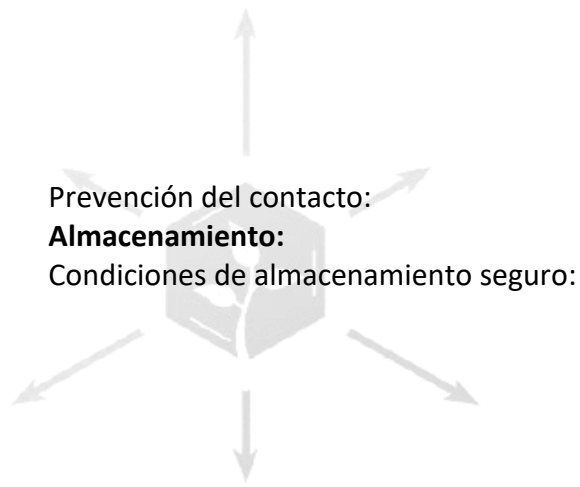 Prevención del contacto:
Almacenamiento:
Condiciones de almacenamiento seguro: